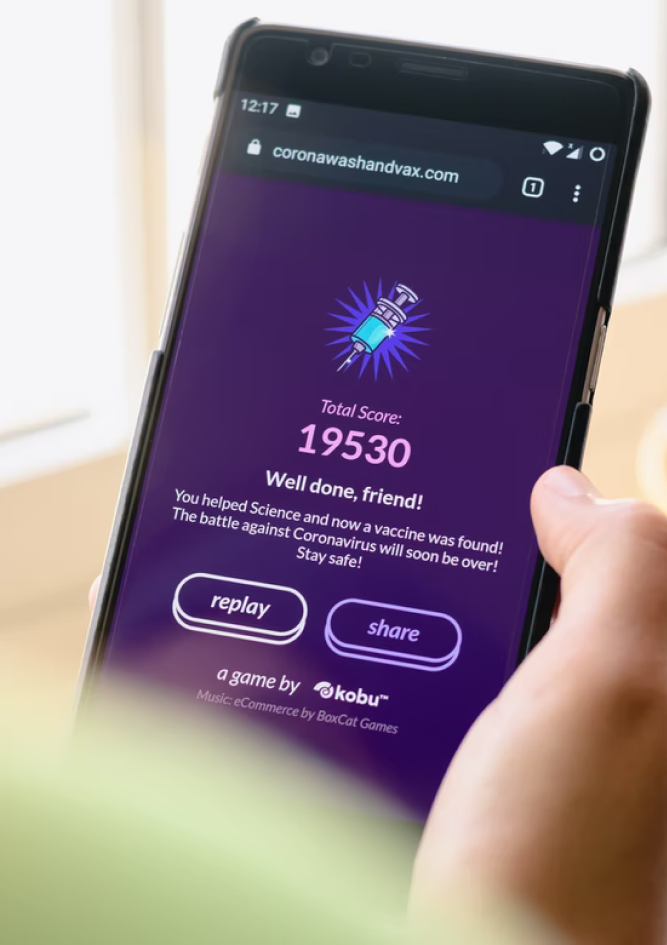 12:17
coronawashandvax.com
1
Total Score:
19530
Well done, friend!
You helped Science and now a vaccine was found!
The battle against Coronavirus will soon be over!
Stay safe!
replay
share
a game by kobu™
Music: eCommerce by BoxCat Games